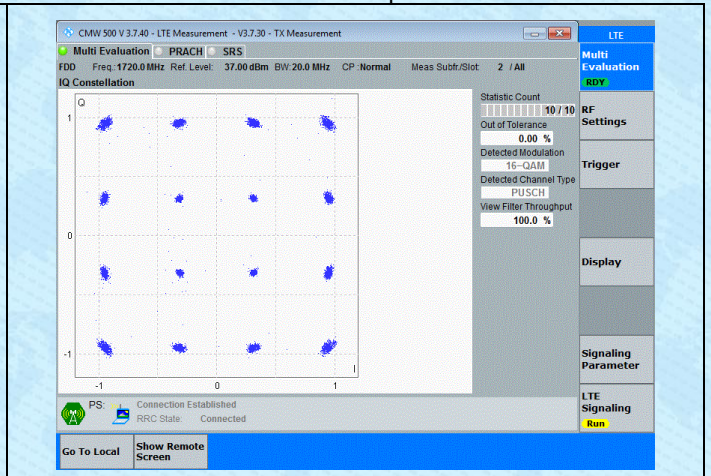 CMW 500 V 3.7.40 - LTE Measurement - V3.7.30 - TX Measurement
LTE
Multi Evaluation PRACH SRS
FDD Freq.: 1720.0 MHz Ref. Level: 37.00 dBm BW: 20.0 MHz CP : Normal Meas Subfr./Slot: 2 / All
IQ Constellation
Q
1
0
-1
-1 0 1
I
Statistic Count
10 / 10
Out of Tolerance
0.00 %
Detected Modulation
16-QAM
Detected Channel Type
PUSCH
View Filter Throughput
100.0 %
Multi
Evaluation
RDY
RF
Settings
Trigger
Display
Signaling
Parameter
LTE
Signaling
Run
PS: Connection Established
RRC State: Connected
Go To Local
Show Remote
Screen